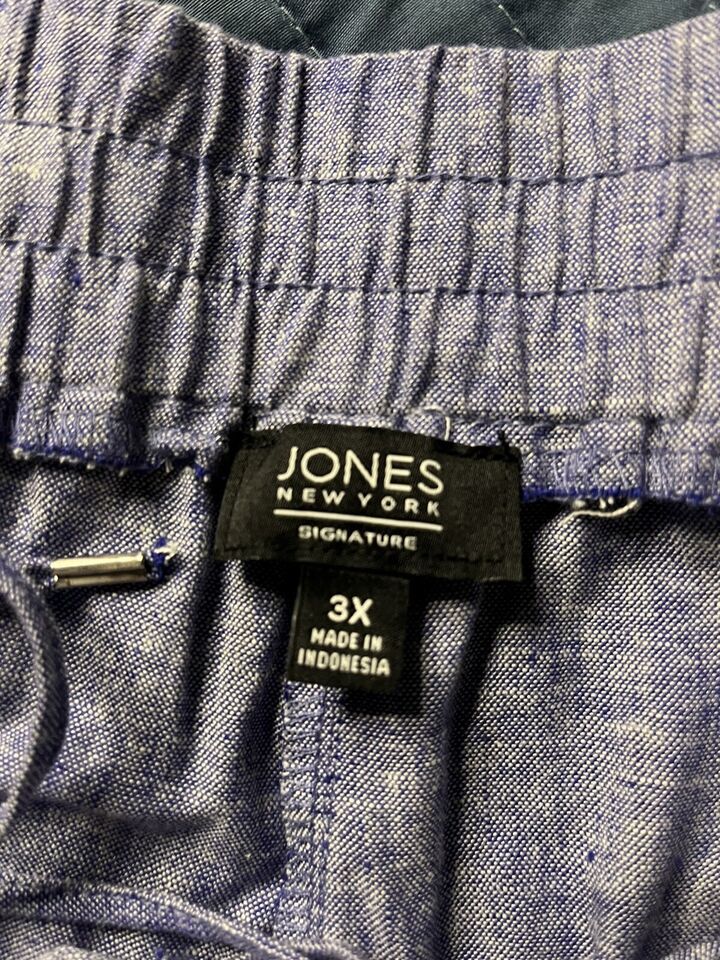 JONES
NEW YORK
SIGNATURE
3X
MADE IN
INDONESIA